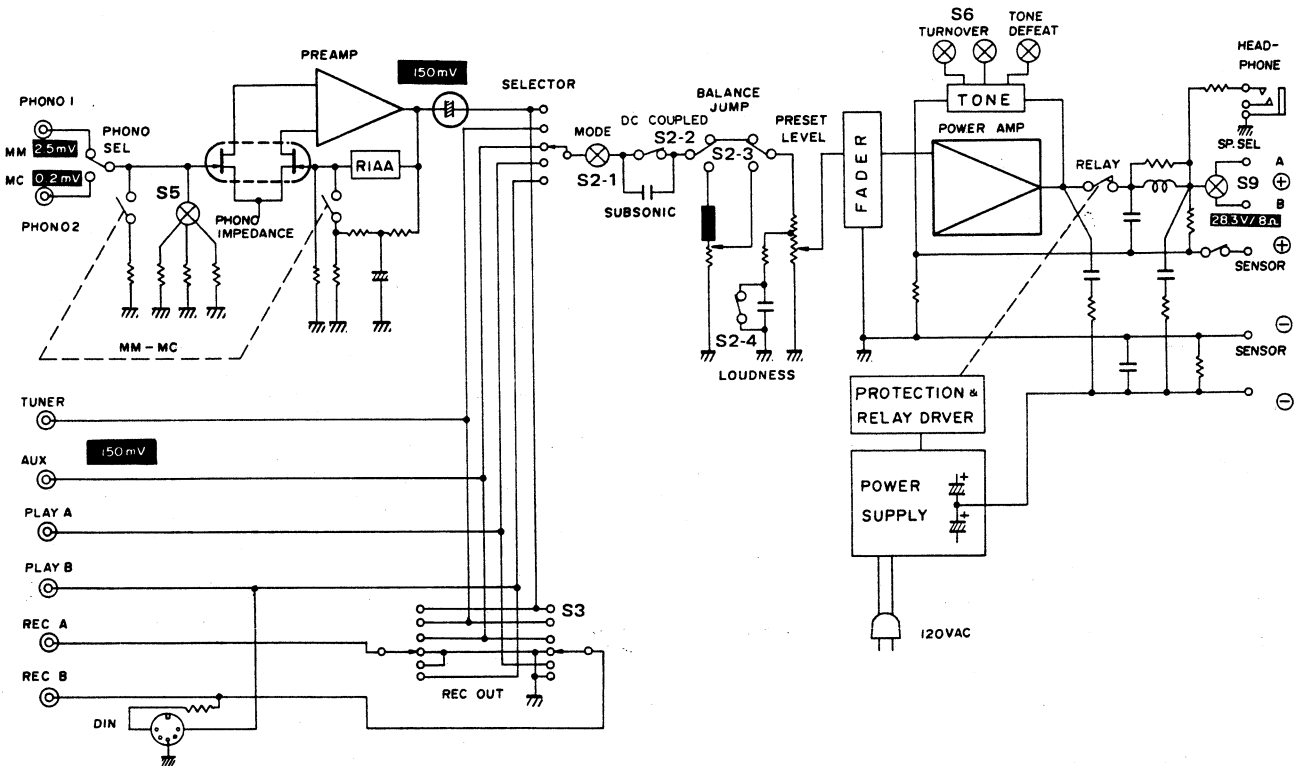 S6
TURNOVER
TONE
DEFEAT
HEAD-
PHONE
PREAMP
150mV
SELECTOR
TONE
PHONO 1
PHONO
SEL
MM 2.5mV
MC 0.2mV
PHONO 2
S5
RIAA
PHONO
IMPEDANCE
MM-MC
MODE
S2-1
DC COUPLED
S2-2
SUBSONIC
BALANCE
JUMP
S2-3
PRESET
LEVEL
S2-4
LOUDNESS
FADER
POWER AMP
RELAY
SP. SEL
A
S9
⊕
B
28.3V/8Ω
⊕
SENSOR
⊖
SENSOR
⊖
PROTECTION &
RELAY DRVER
POWER
SUPPLY
+
+
120VAC
TUNER
150mV
AUX
PLAY A
PLAY B
REC A
REC B
DIN
S3
REC OUT